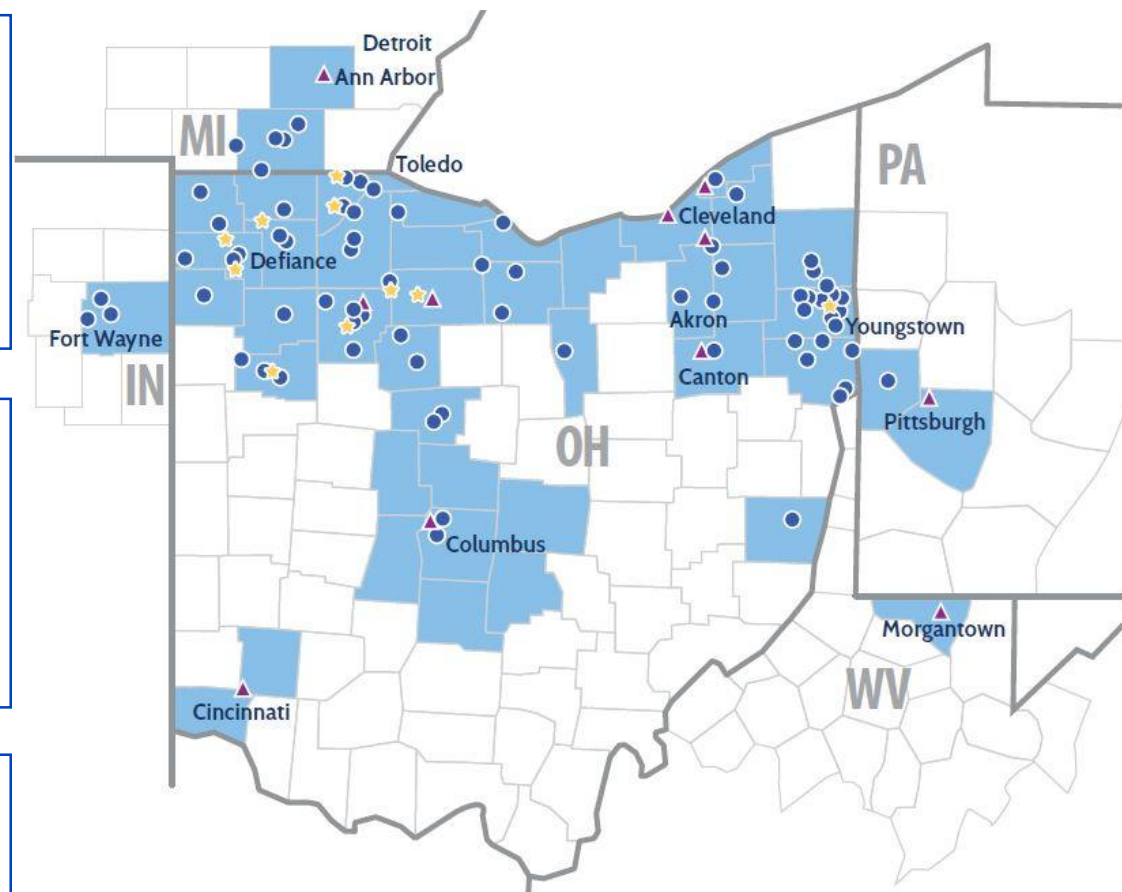 Detroit
Ann Arbor
MI
Toledo
PA
Cleveland
Defiance
Akron
Youngstown
Fort Wayne
Canton
IN
Pittsburgh
OH
Columbus
Morgantown
WV
Cincinnati